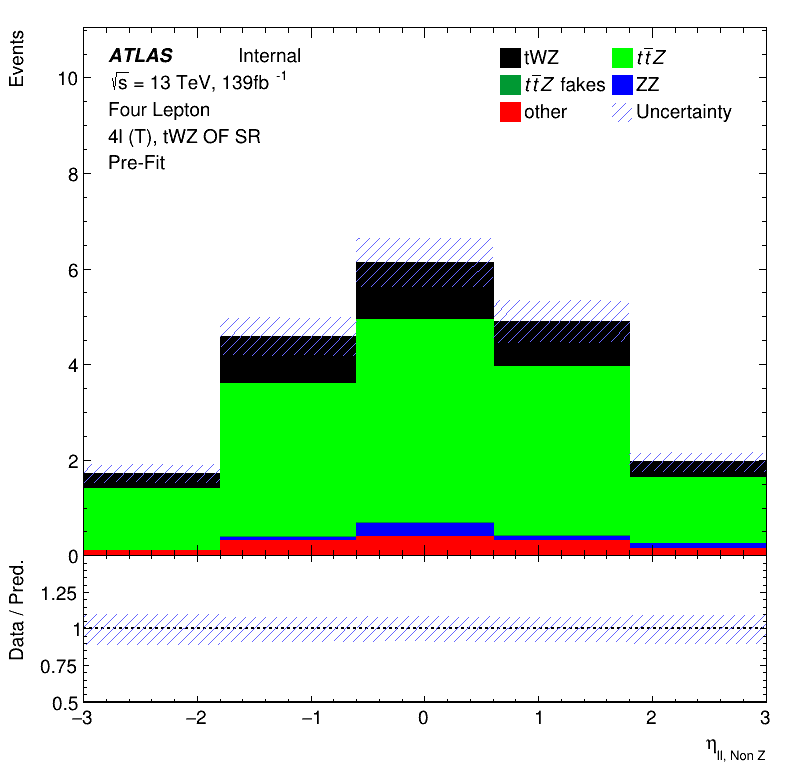 Events
ATLAS Internal
√s = 13 TeV, 139fb -1
Four Lepton
4l (T), tWZ OF SR
Pre-Fit
tWZ
tt̄Z
tt̄Z fakes
ZZ
other
Uncertainty
10
8
6
4
2
0
Data / Pred.
1.25
1
0.75
0.5
−3 −2 −1 0 1 2 3
η ll, Non Z